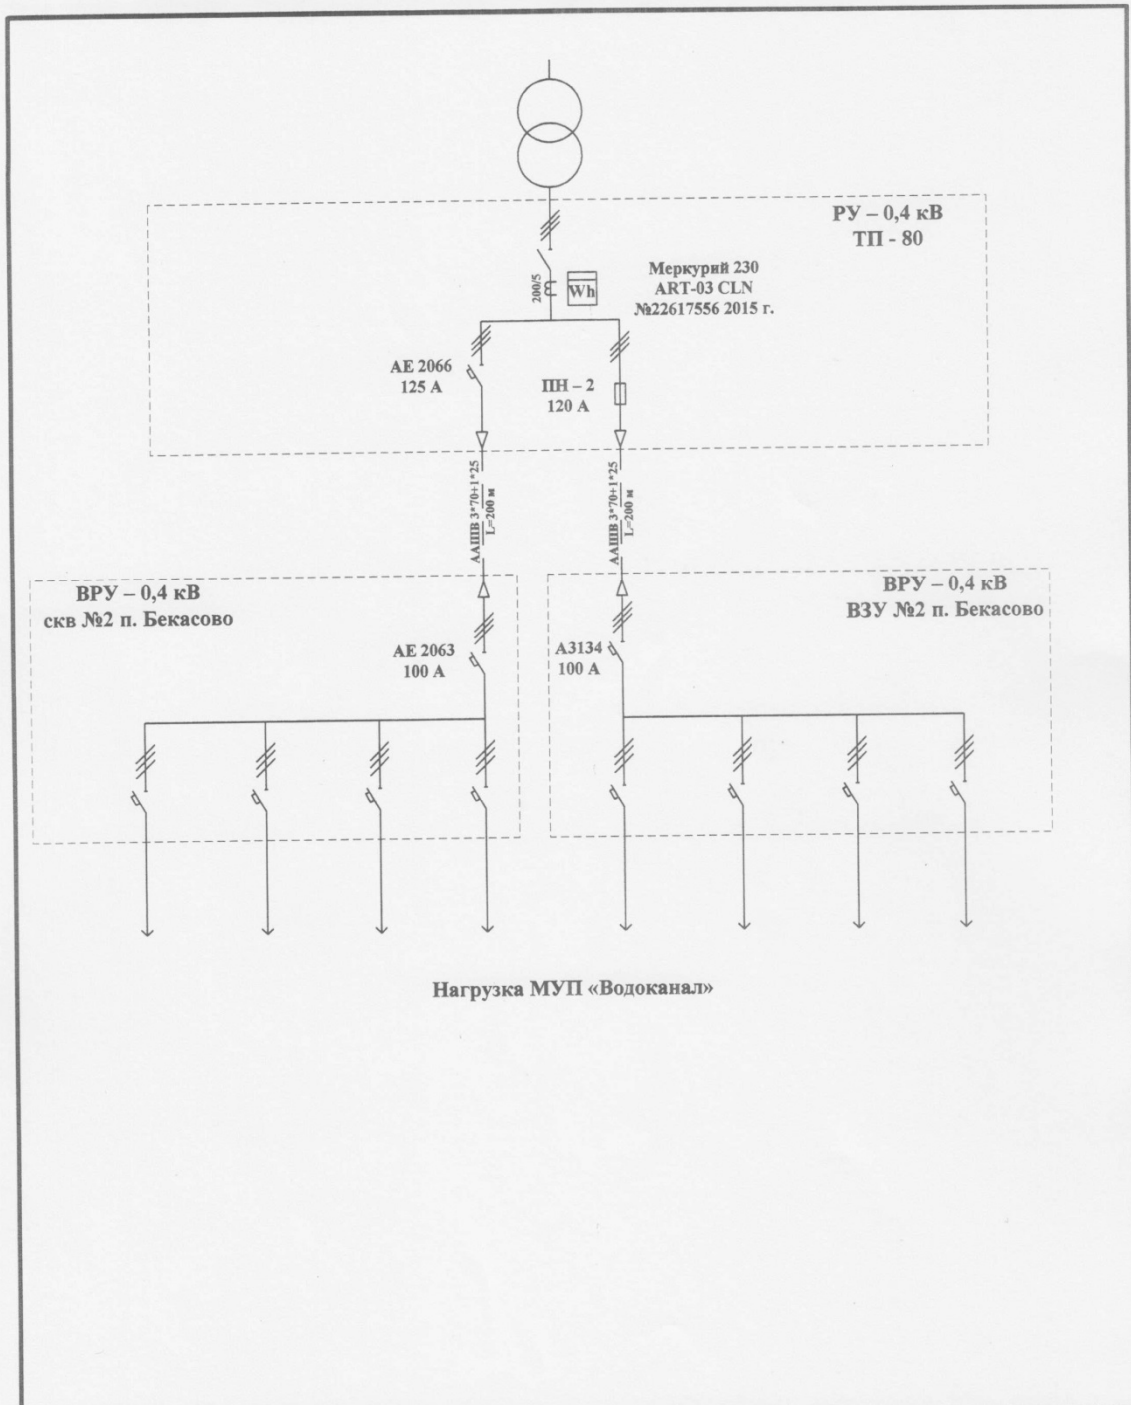 РУ – 0,4 кВ
ТП - 80
Меркурий 230
ART-03 CLN
№22617556 2015 г.
200/5
Wh
АЕ 2066
125 А
ПН – 2
120 А
ААШВ 3*70+1*25
L=200 м
ААШВ 3*70+1*25
L=200 м
ВРУ – 0,4 кВ
скв №2 п. Бекасово
АЕ 2063
100 А
ВРУ – 0,4 кВ
ВЗУ №2 п. Бекасово
А3134
100 А
Нагрузка МУП «Водоканал»